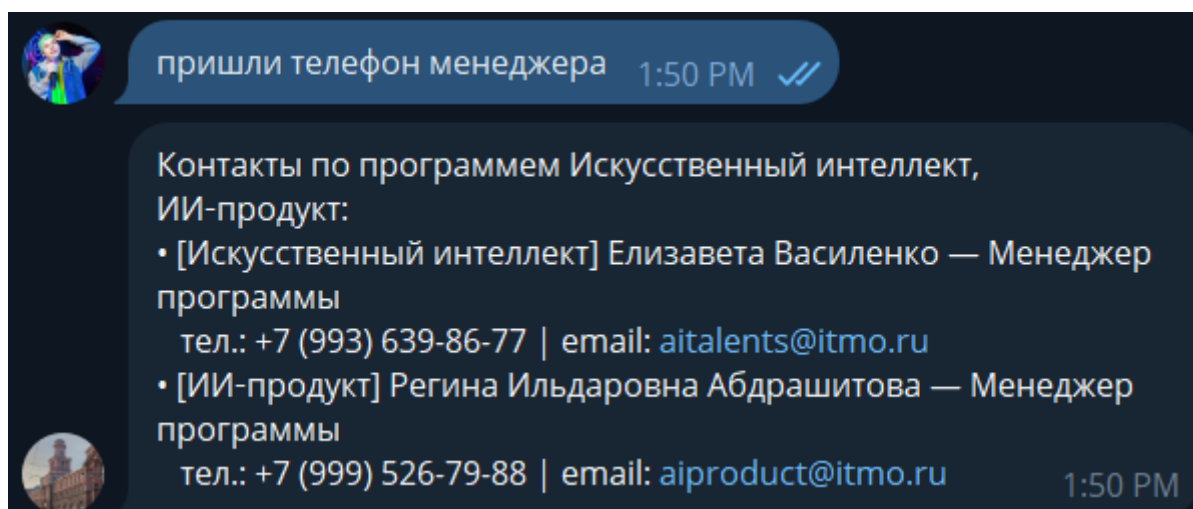 пришли телефон менеджера 1:50 PM
Контакты по программем Искусственный интеллект,
ИИ-продукт:
• [Искусственный интеллект] Елизавета Василенко — Менеджер
программы
тел.: +7 (993) 639-86-77 | email: aitalents@itmo.ru
• [ИИ-продукт] Регина Ильдаровна Абдрашитова — Менеджер
программы
тел.: +7 (999) 526-79-88 | email: aiproduct@itmo.ru
1:50 PM